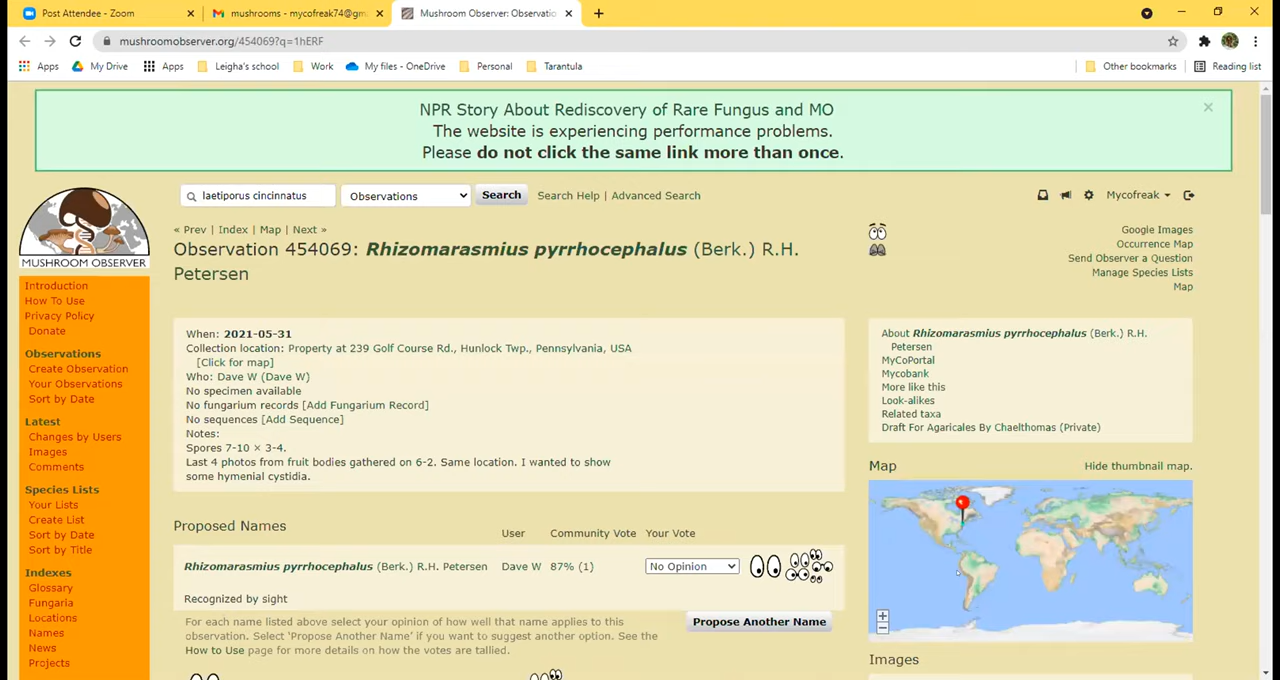 Post Attendee - Zoom
mushrooms - mycofreak74@gm
Mushroom Observer: Observatio
mushroomobserver.org/454069?q=1hERF
Apps My Drive Apps Leigha's school Work My files - OneDrive Personal Tarantula Other bookmarks Reading list
NPR Story About Rediscovery of Rare Fungus and MO
The website is experiencing performance problems.
Please do not click the same link more than once.
laetiporus cincinnatus Observations Search Search Help | Advanced Search Mycofreak
MUSHROOM OBSERVER
Introduction
How To Use
Privacy Policy
Donate
Observations
Create Observation
Your Observations
Sort by Date
Latest
Changes by Users
Images
Comments
Species Lists
Your Lists
Create List
Sort by Date
Sort by Title
Indexes
Glossary
Fungaria
Locations
Names
News
Projects
« Prev | Index | Map | Next »
Observation 454069: Rhizomarasmius pyrrhocephalus (Berk.) R.H.
Petersen
When: 2021-05-31
Collection location: Property at 239 Golf Course Rd., Hunlock Twp., Pennsylvania, USA
[Click for map]
Who: Dave W (Dave W)
No specimen available
No fungarium records [Add Fungarium Record]
No sequences [Add Sequence]
Notes:
Spores 7-10 × 3-4.
Last 4 photos from fruit bodies gathered on 6-2. Same location. I wanted to show
some hymenial cystidia.
Proposed Names
User Community Vote Your Vote
Rhizomarasmius pyrrhocephalus (Berk.) R.H. Petersen Dave W 87% (1) No Opinion
Recognized by sight
For each name listed above select your opinion of how well that name applies to this
observation. Select 'Propose Another Name' if you want to suggest another option. See the
How to Use page for more details on how the votes are tallied.
Propose Another Name
Google Images
Occurrence Map
Send Observer a Question
Manage Species Lists
Map
About Rhizomarasmius pyrrhocephalus (Berk.) R.H.
Petersen
MyCoPortal
Mycobank
More like this
Look-alikes
Related taxa
Draft For Agaricales By Chaelthomas (Private)
Map Hide thumbnail map.
Images